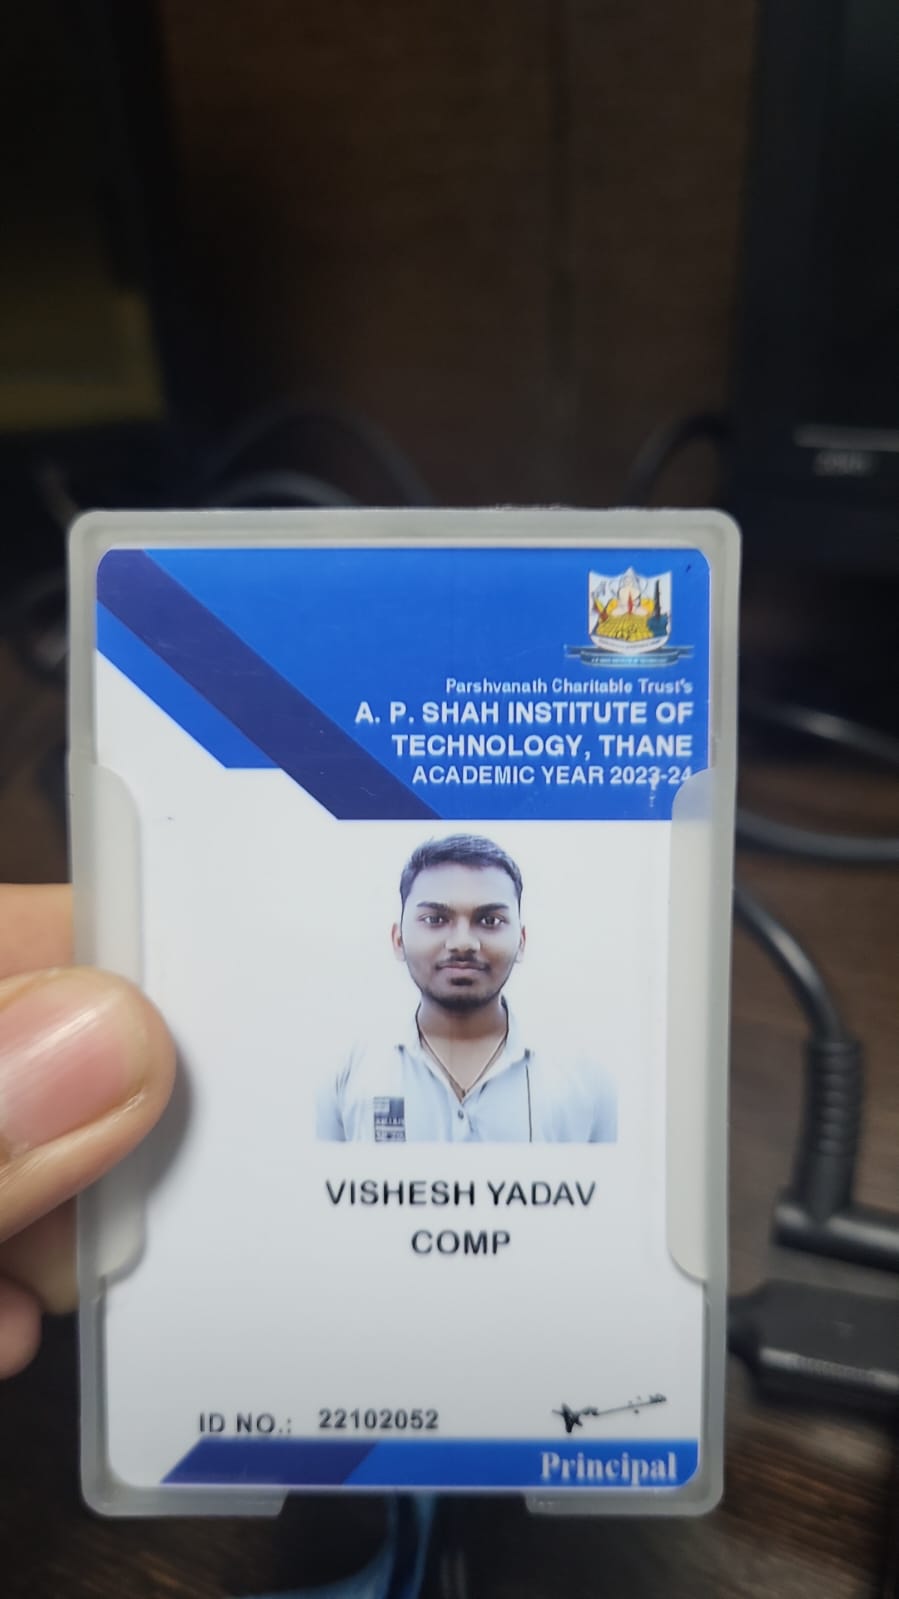 Parshvanath Charitable Trust's
A. P. SHAH INSTITUTE OF
TECHNOLOGY, THANE
ACADEMIC YEAR 2023-24
VISHESH YADAV
COMP
ID NO.: 22102052
Principal